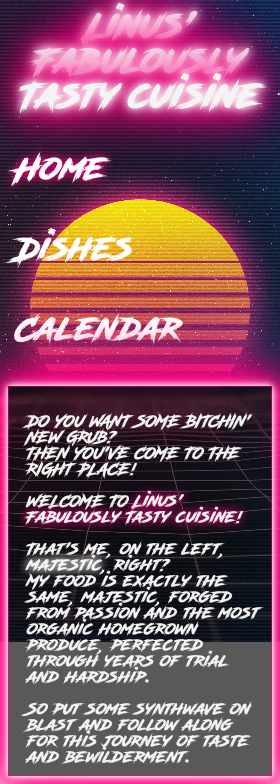 LINUS'
FABULOUSLY
TASTY CUISINE
HOME
DISHES
CALENDAR
DO YOU WANT SOME BITCHIN'
NEW GRUB?
THEN YOU'VE COME TO THE
RIGHT PLACE!
WELCOME TO LINUS'
FABULOUSLY TASTY CUISINE!
THAT'S ME, ON THE LEFT,
MAJESTIC, RIGHT?
MY FOOD IS EXACTLY THE
SAME, MAJESTIC, FORGED
FROM PASSION AND THE MOST
ORGANIC HOMEGROWN
PRODUCE, PERFECTED
THROUGH YEARS OF TRIAL
AND HARDSHIP.
SO PUT SOME SYNTHWAVE ON
BLAST AND FOLLOW ALONG
FOR THIS JOURNEY OF TASTE
AND BEWILDERMENT.